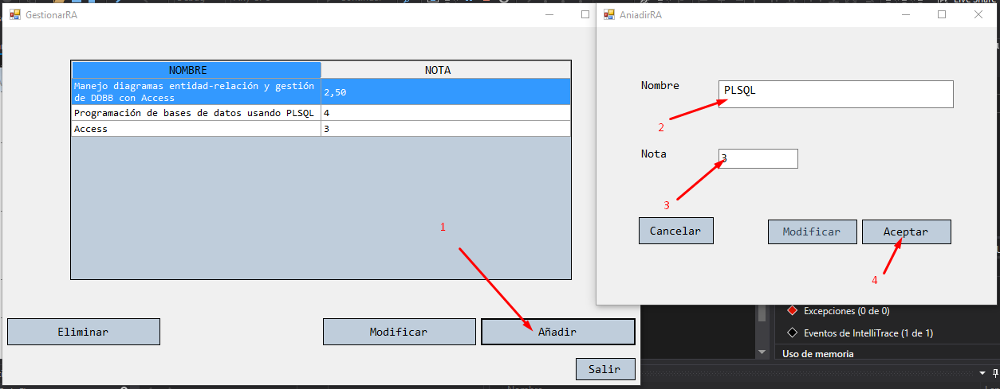 GestionarRA
NOMBRE NOTA
Manejo diagramas entidad-relación y gestión
de DDBB con Access 2,50
Programación de bases de datos usando PLSQL 4
Access 3
1
Eliminar Modificar Añadir
Salir
AniadirRA
Nombre PLSQL
2
Nota 3
3
Cancelar Modificar Aceptar
4
Excepciones (0 de 0)
Eventos de IntelliTrace (1 de 1)
Uso de memoria